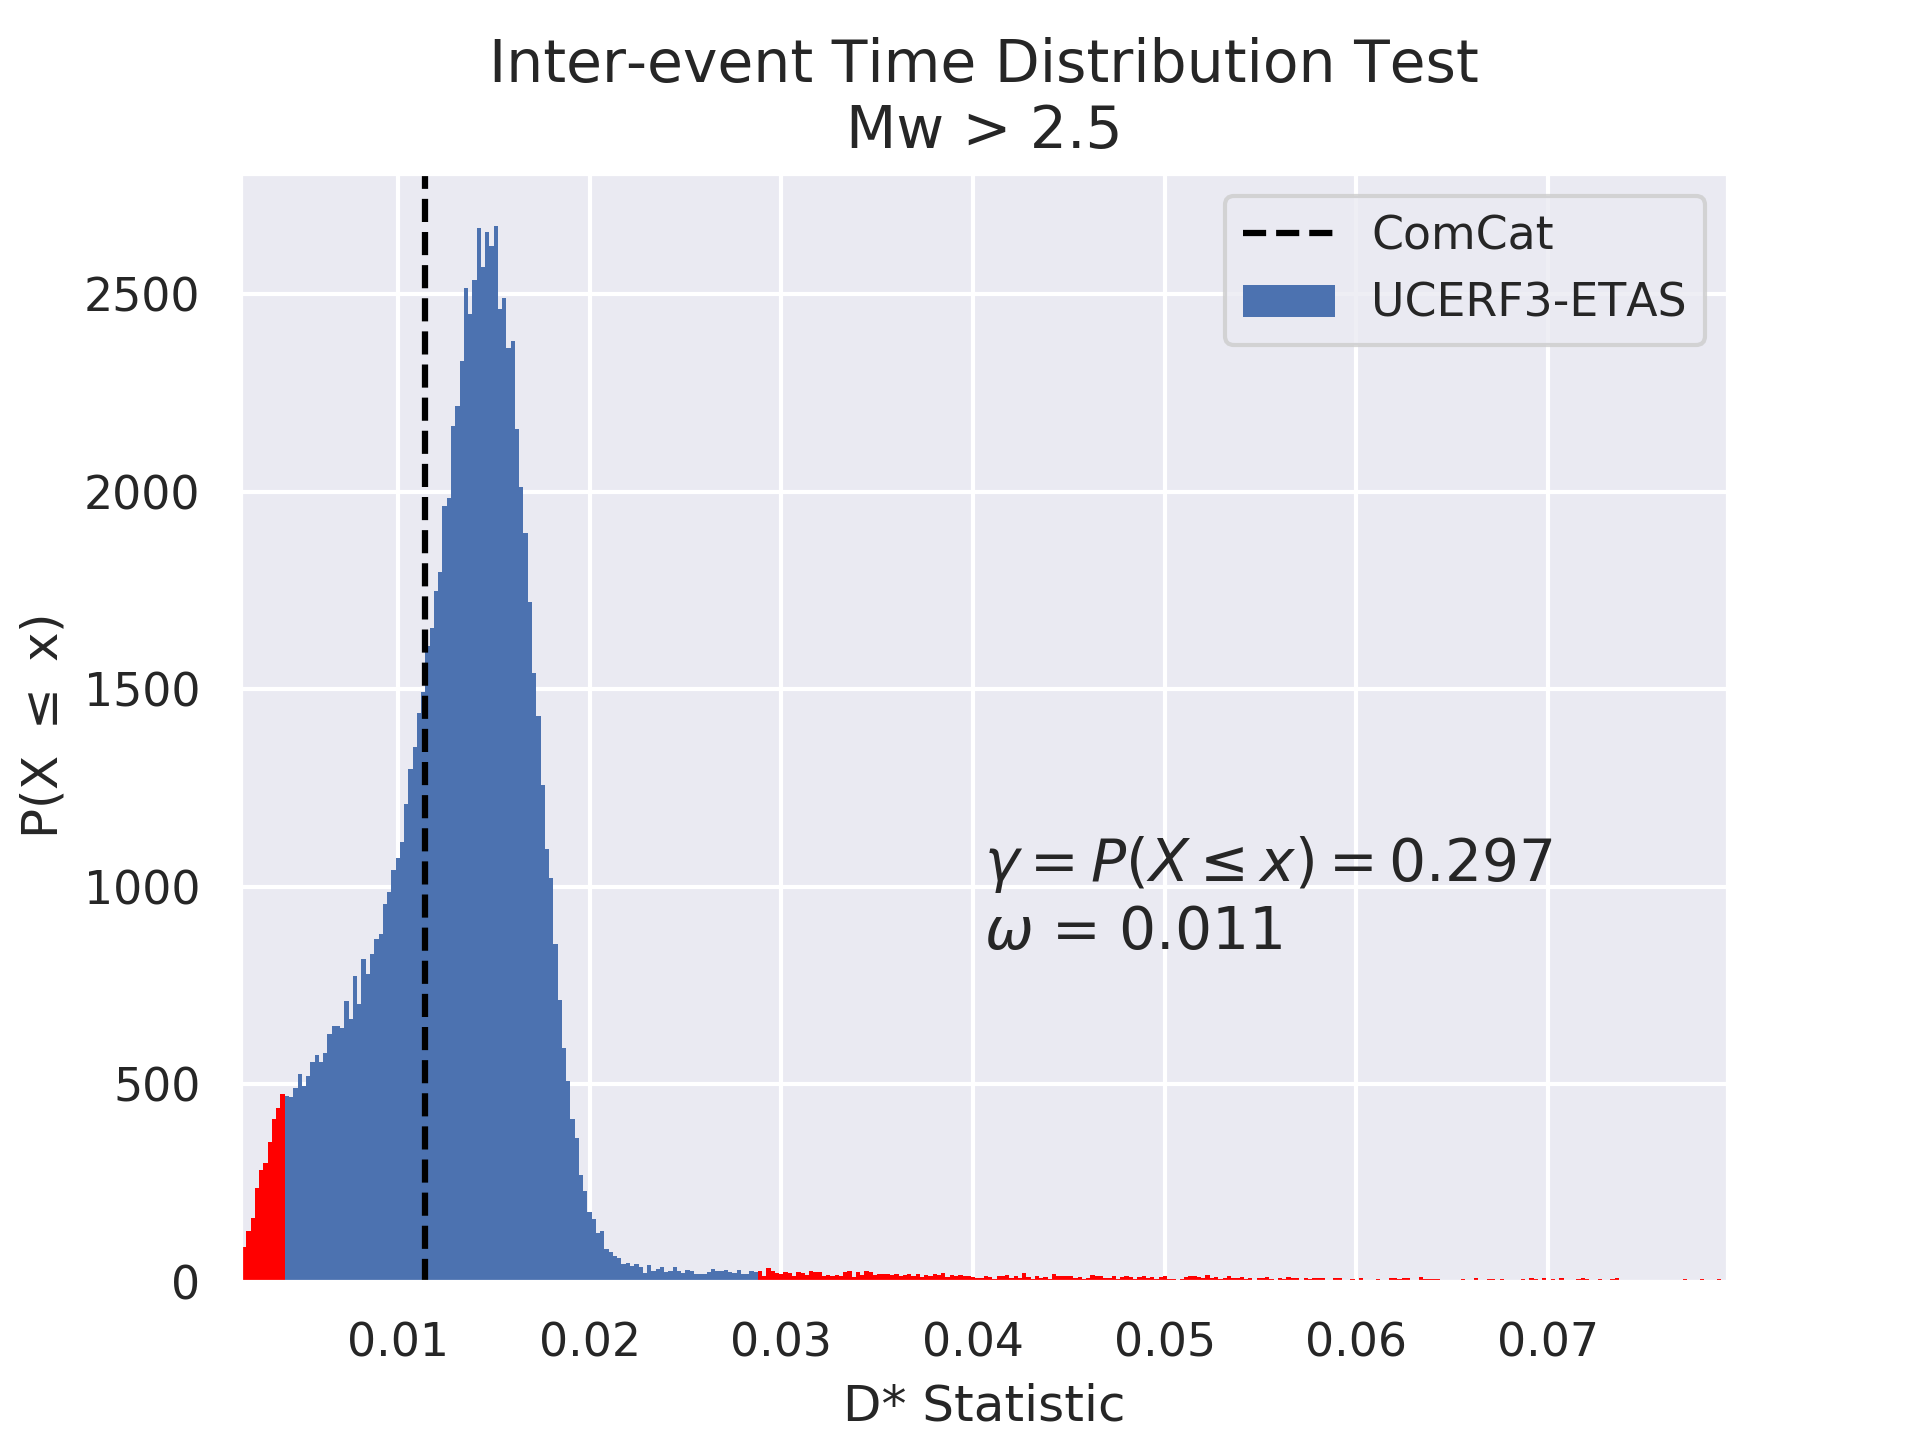 Inter-event Time Distribution Test
Mw > 2.5
ComCat
UCERF3-ETAS
2500
2000
1500
1000
500
0
P(X ≤ x)
γ = P(X ≤ x) = 0.297
ω = 0.011
0.01 0.02 0.03 0.04 0.05 0.06 0.07
D* Statistic